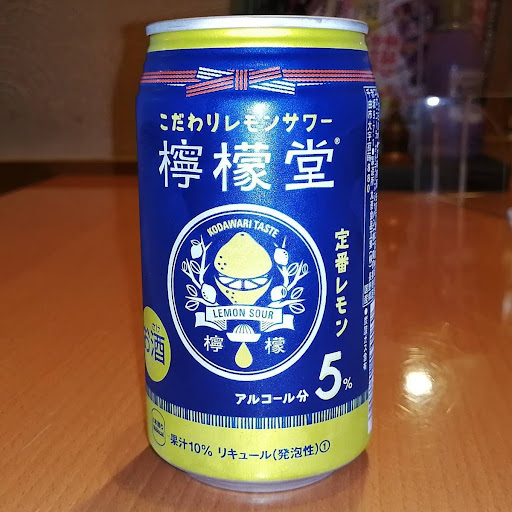 こだわりレモンサワー
檸檬堂®
KODAWARI TASTE
LEMON SOUR
檸檬
定番レモン
アルコール分 5%
お酒
果汁10% リキュール(発泡性)①